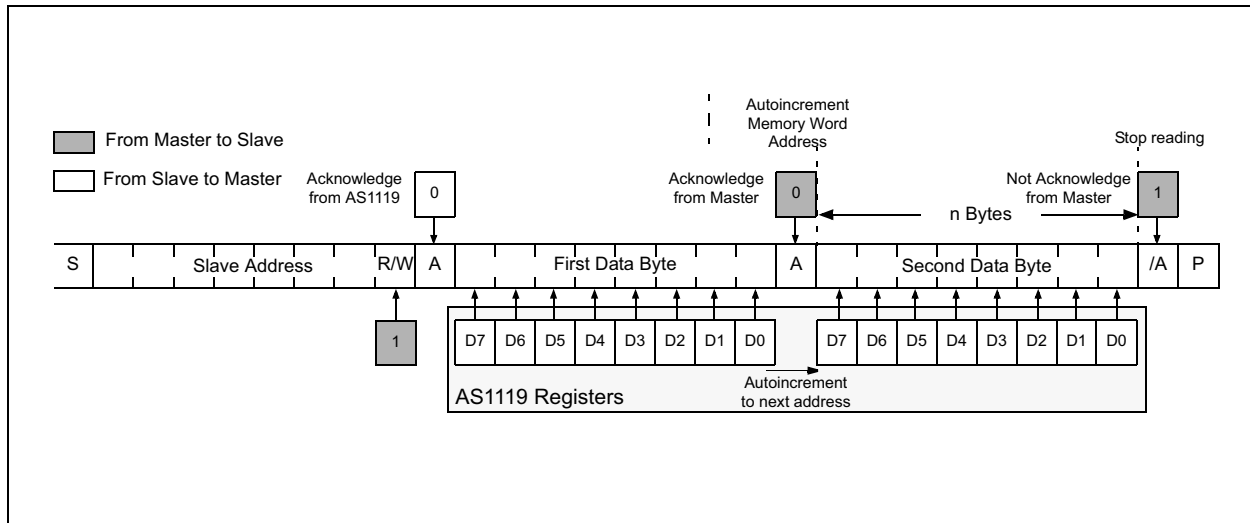 Autoincrement
Memory Word
Address
Stop reading
From Master to Slave
From Slave to Master
Acknowledge
from AS1119
0
Acknowledge
from Master
0
Not Acknowledge
from Master
1
n Bytes
S Slave Address R/W A First Data Byte A Second Data Byte /A P
1
D7 D6 D5 D4 D3 D2 D1 D0 D7 D6 D5 D4 D3 D2 D1 D0
AS1119 Registers
Autoincrement
to next address